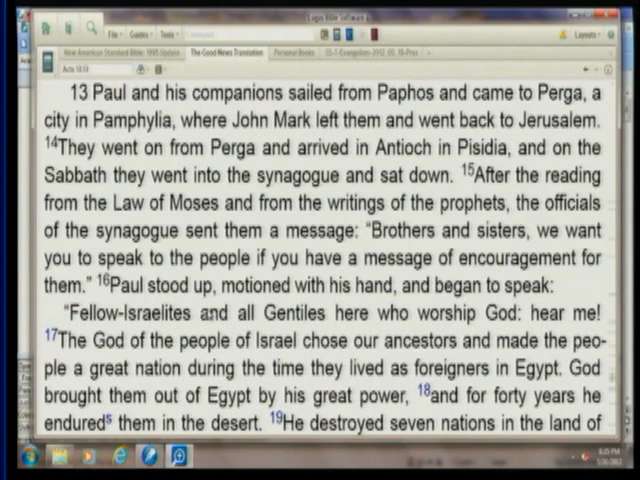 Logos Bible Software 4
File Guides Tools Command Layouts
New American Standard Bible: 1995 Update The Good News Translation Personal Books
Acts 13:13
13 Paul and his companions sailed from Paphos and came to Perga, a
city in Pamphylia, where John Mark left them and went back to Jerusalem.
14They went on from Perga and arrived in Antioch in Pisidia, and on the
Sabbath they went into the synagogue and sat down. 15After the reading
from the Law of Moses and from the writings of the prophets, the officials
of the synagogue sent them a message: “Brothers and sisters, we want
you to speak to the people if you have a message of encouragement for
them.” 16Paul stood up, motioned with his hand, and began to speak:
“Fellow-Israelites and all Gentiles here who worship God: hear me!
17The God of the people of Israel chose our ancestors and made the peo-
ple a great nation during the time they lived as foreigners in Egypt. God
brought them out of Egypt by his great power, 18and for forty years he
endureds them in the desert. 19He destroyed seven nations in the land of